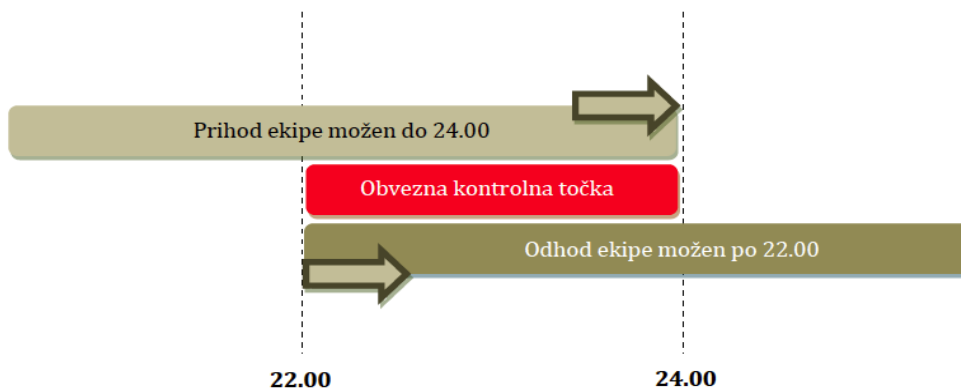 Prihod ekipe možen do 24.00
Obvezna kontrolna točka
Odhod ekipe možen po 22.00
22.00
24.00